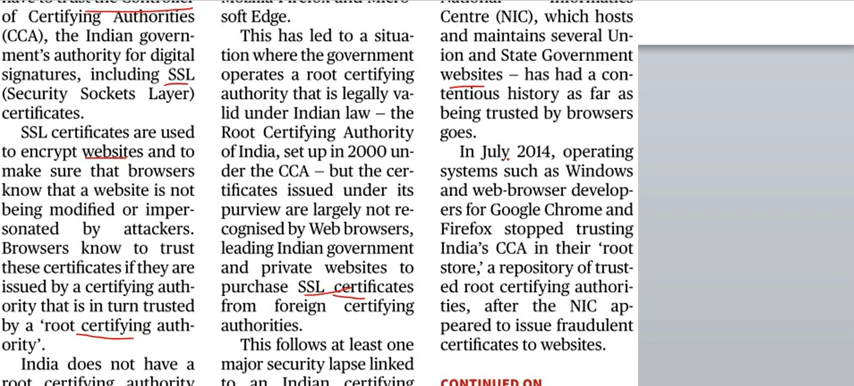 of Certifying Authorities
(CCA), the Indian govern-
ment's authority for digital
signatures, including SSL
(Security Sockets Layer)
certificates.
SSL certificates are used
to encrypt websites and to
make sure that browsers
know that a website is not
being modified or imper-
sonated by attackers.
Browsers know to trust
these certificates if they are
issued by a certifying auth-
ority that is in turn trusted
by a 'root certifying auth-
ority'.
India does not have a
root certifying authority
soft Edge.
This has led to a situa-
tion where the government
operates a root certifying
authority that is legally va-
lid under Indian law – the
Root Certifying Authority
of India, set up in 2000 un-
der the CCA – but the cer-
tificates issued under its
purview are largely not re-
cognised by Web browsers,
leading Indian government
and private websites to
purchase SSL certificates
from foreign certifying
authorities.
This follows at least one
major security lapse linked
to an Indian certifying
Centre (NIC), which hosts
and maintains several Un-
ion and State Government
websites – has had a con-
tentious history as far as
being trusted by browsers
goes.
In July 2014, operating
systems such as Windows
and web-browser develop-
ers for Google Chrome and
Firefox stopped trusting
India's CCA in their 'root
store,' a repository of trust-
ed root certifying authori-
ties, after the NIC ap-
peared to issue fraudulent
certificates to websites.
CONTINUED ON